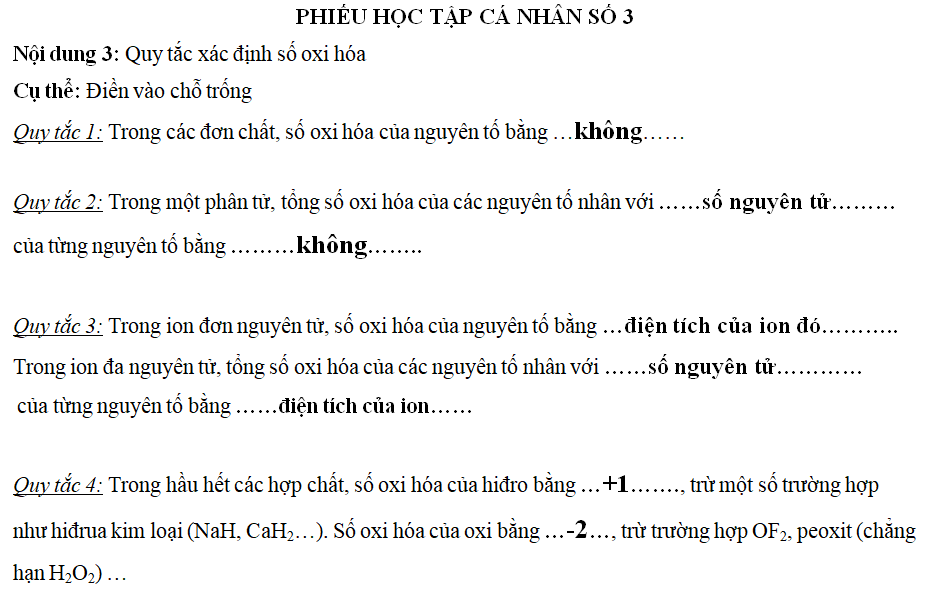 PHIẾU HỌC TẬP CÁ NHÂN SỐ 3
Nội dung 3: Quy tắc xác định số oxi hóa
Cụ thể: Điền vào chỗ trống
Quy tắc 1: Trong các đơn chất, số oxi hóa của nguyên tố bằng …không……
Quy tắc 2: Trong một phân tử, tổng số oxi hóa của các nguyên tố nhân với ……số nguyên tử………
của từng nguyên tố bằng ………không……..
Quy tắc 3: Trong ion đơn nguyên tử, số oxi hóa của nguyên tố bằng …điện tích của ion đó………..
Trong ion đa nguyên tử, tổng số oxi hóa của các nguyên tố nhân với ……số nguyên tử…………
của từng nguyên tố bằng ……điện tích của ion……
Quy tắc 4: Trong hầu hết các hợp chất, số oxi hóa của hiđro bằng …+1……., trừ một số trường hợp
như hiđrua kim loại (NaH, CaH₂…). Số oxi hóa của oxi bằng …-2…, trừ trường hợp OF₂, peoxit (chẳng
hạn H₂O₂) …